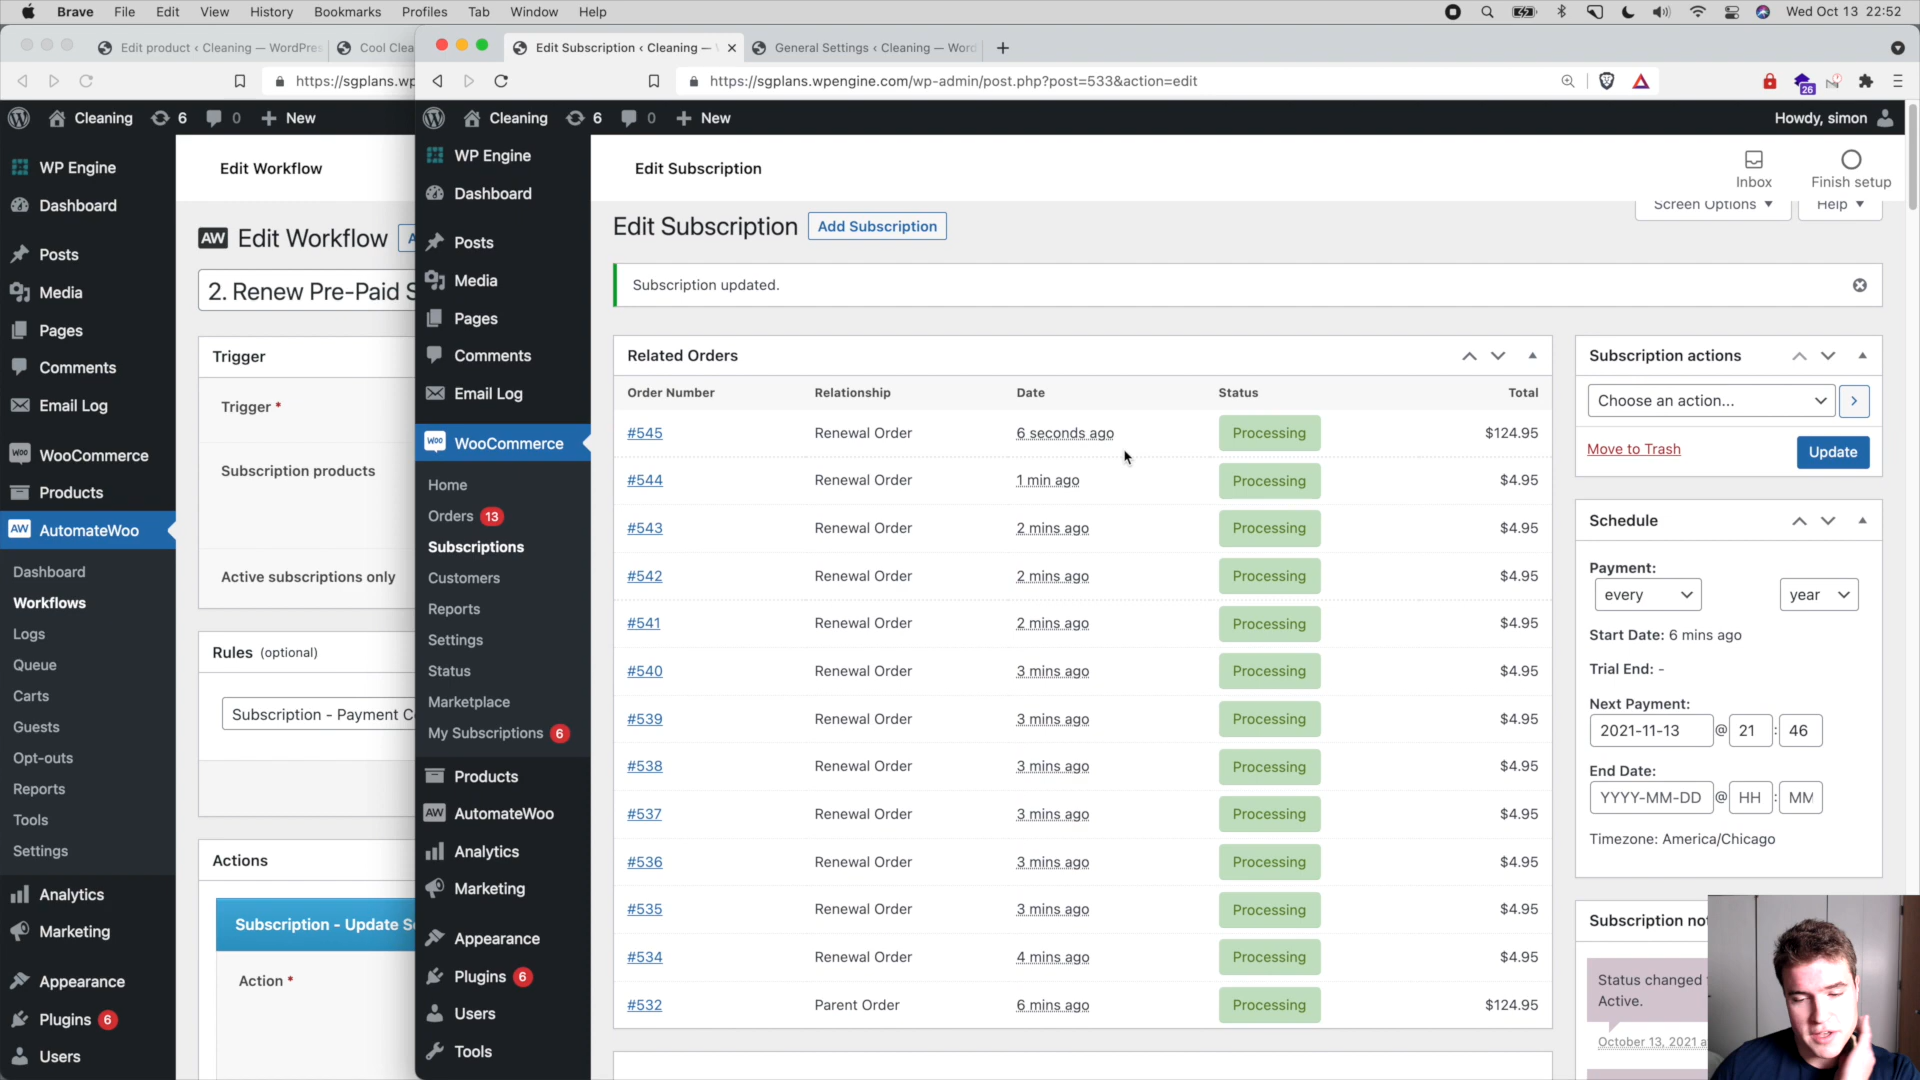 Brave File Edit View History Bookmarks Profiles Tab Window Help Wed Oct 13 22:52
Edit product ‹ Cleaning — WordPres
Cool Clea
Edit Subscription ‹ Cleaning —
General Settings ‹ Cleaning — Word
https://sgplans.wp
https://sgplans.wpengine.com/wp-admin/post.php?post=533&action=edit
26
Cleaning 6 0 New
Cleaning 6 0 New Howdy, simon
WP Engine
Dashboard
Posts
Media
Pages
Comments
Email Log
WooCommerce
Products
AW AutomateWoo
Dashboard
Workflows
Logs
Queue
Carts
Guests
Opt-outs
Reports
Tools
Settings
Analytics
Marketing
Appearance
Plugins 6
Users
Edit Workflow
AW Edit Workflow
2. Renew Pre-Paid S
Trigger
Trigger *
Subscription products
Active subscriptions only
Rules (optional)
Subscription - Payment C
Actions
Subscription - Update S
Action *
WP Engine
Dashboard
Posts
Media
Pages
Comments
Email Log
WooCommerce
Home
Orders 13
Subscriptions
Customers
Reports
Settings
Status
Marketplace
My Subscriptions 6
Products
AW AutomateWoo
Analytics
Marketing
Appearance
Plugins 6
Users
Tools
Edit Subscription
Inbox
Finish setup
Screen Options
Help
Edit Subscription Add Subscription
Subscription updated.
Related Orders
Order Number Relationship Date Status Total
#545 Renewal Order 6 seconds ago Processing $124.95
#544 Renewal Order 1 min ago Processing $4.95
#543 Renewal Order 2 mins ago Processing $4.95
#542 Renewal Order 2 mins ago Processing $4.95
#541 Renewal Order 2 mins ago Processing $4.95
#540 Renewal Order 3 mins ago Processing $4.95
#539 Renewal Order 3 mins ago Processing $4.95
#538 Renewal Order 3 mins ago Processing $4.95
#537 Renewal Order 3 mins ago Processing $4.95
#536 Renewal Order 3 mins ago Processing $4.95
#535 Renewal Order 3 mins ago Processing $4.95
#534 Renewal Order 4 mins ago Processing $4.95
#532 Parent Order 6 mins ago Processing $124.95
Subscription actions
Choose an action...
Move to Trash Update
Schedule
Payment:
every year
Start Date: 6 mins ago
Trial End: -
Next Payment:
2021-11-13 @ 21 : 46
End Date:
YYYY-MM-DD @ HH : MM
Timezone: America/Chicago
Subscription not
Status changed
Active.
October 13, 2021 a